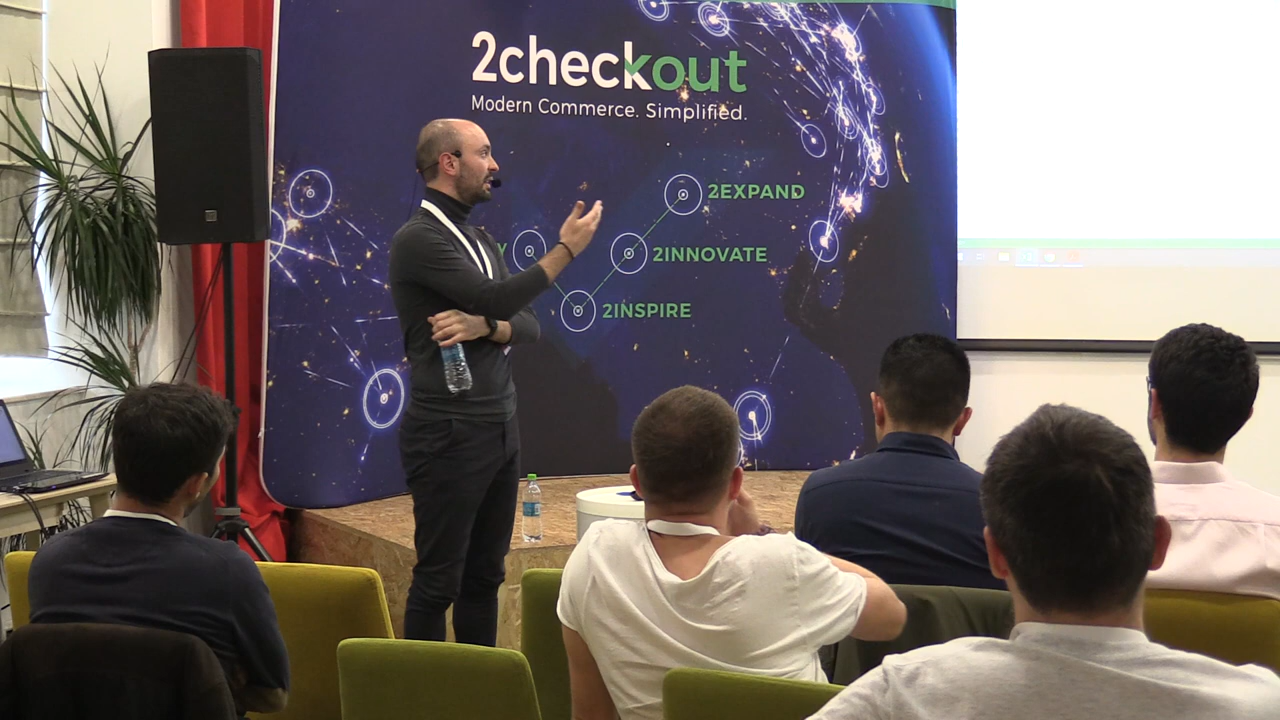 2checkout
Modern Commerce. Simplified.
2EXPAND
2INNOVATE
2INSPIRE